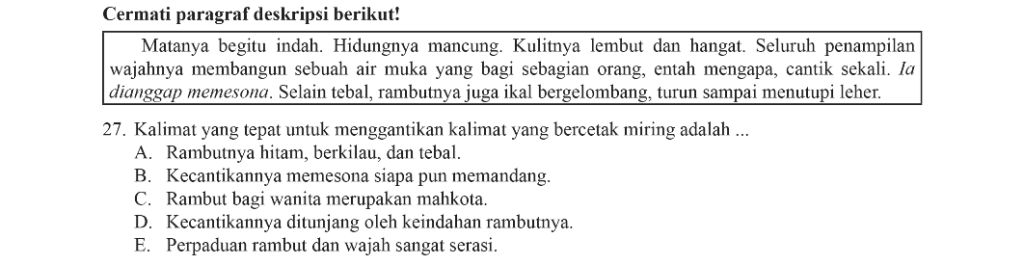 Cermati paragraf deskripsi berikut!
Matanya begitu indah. Hidungnya mancung. Kulitnya lembut dan hangat. Seluruh penampilan
wajahnya membangun sebuah air muka yang bagi sebagian orang, entah mengapa, cantik sekali. Ia
dianggap memesona. Selain tebal, rambutnya juga ikal bergelombang, turun sampai menutupi leher.
27. Kalimat yang tepat untuk menggantikan kalimat yang bercetak miring adalah ...
A. Rambutnya hitam, berkilau, dan tebal.
B. Kecantikannya memesona siapa pun memandang.
C. Rambut bagi wanita merupakan mahkota.
D. Kecantikannya ditunjang oleh keindahan rambutnya.
E. Perpaduan rambut dan wajah sangat serasi.